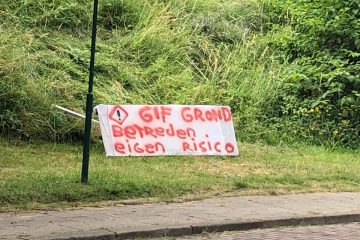 ! GIF GROND
BETREDEN
EIGEN RISICO